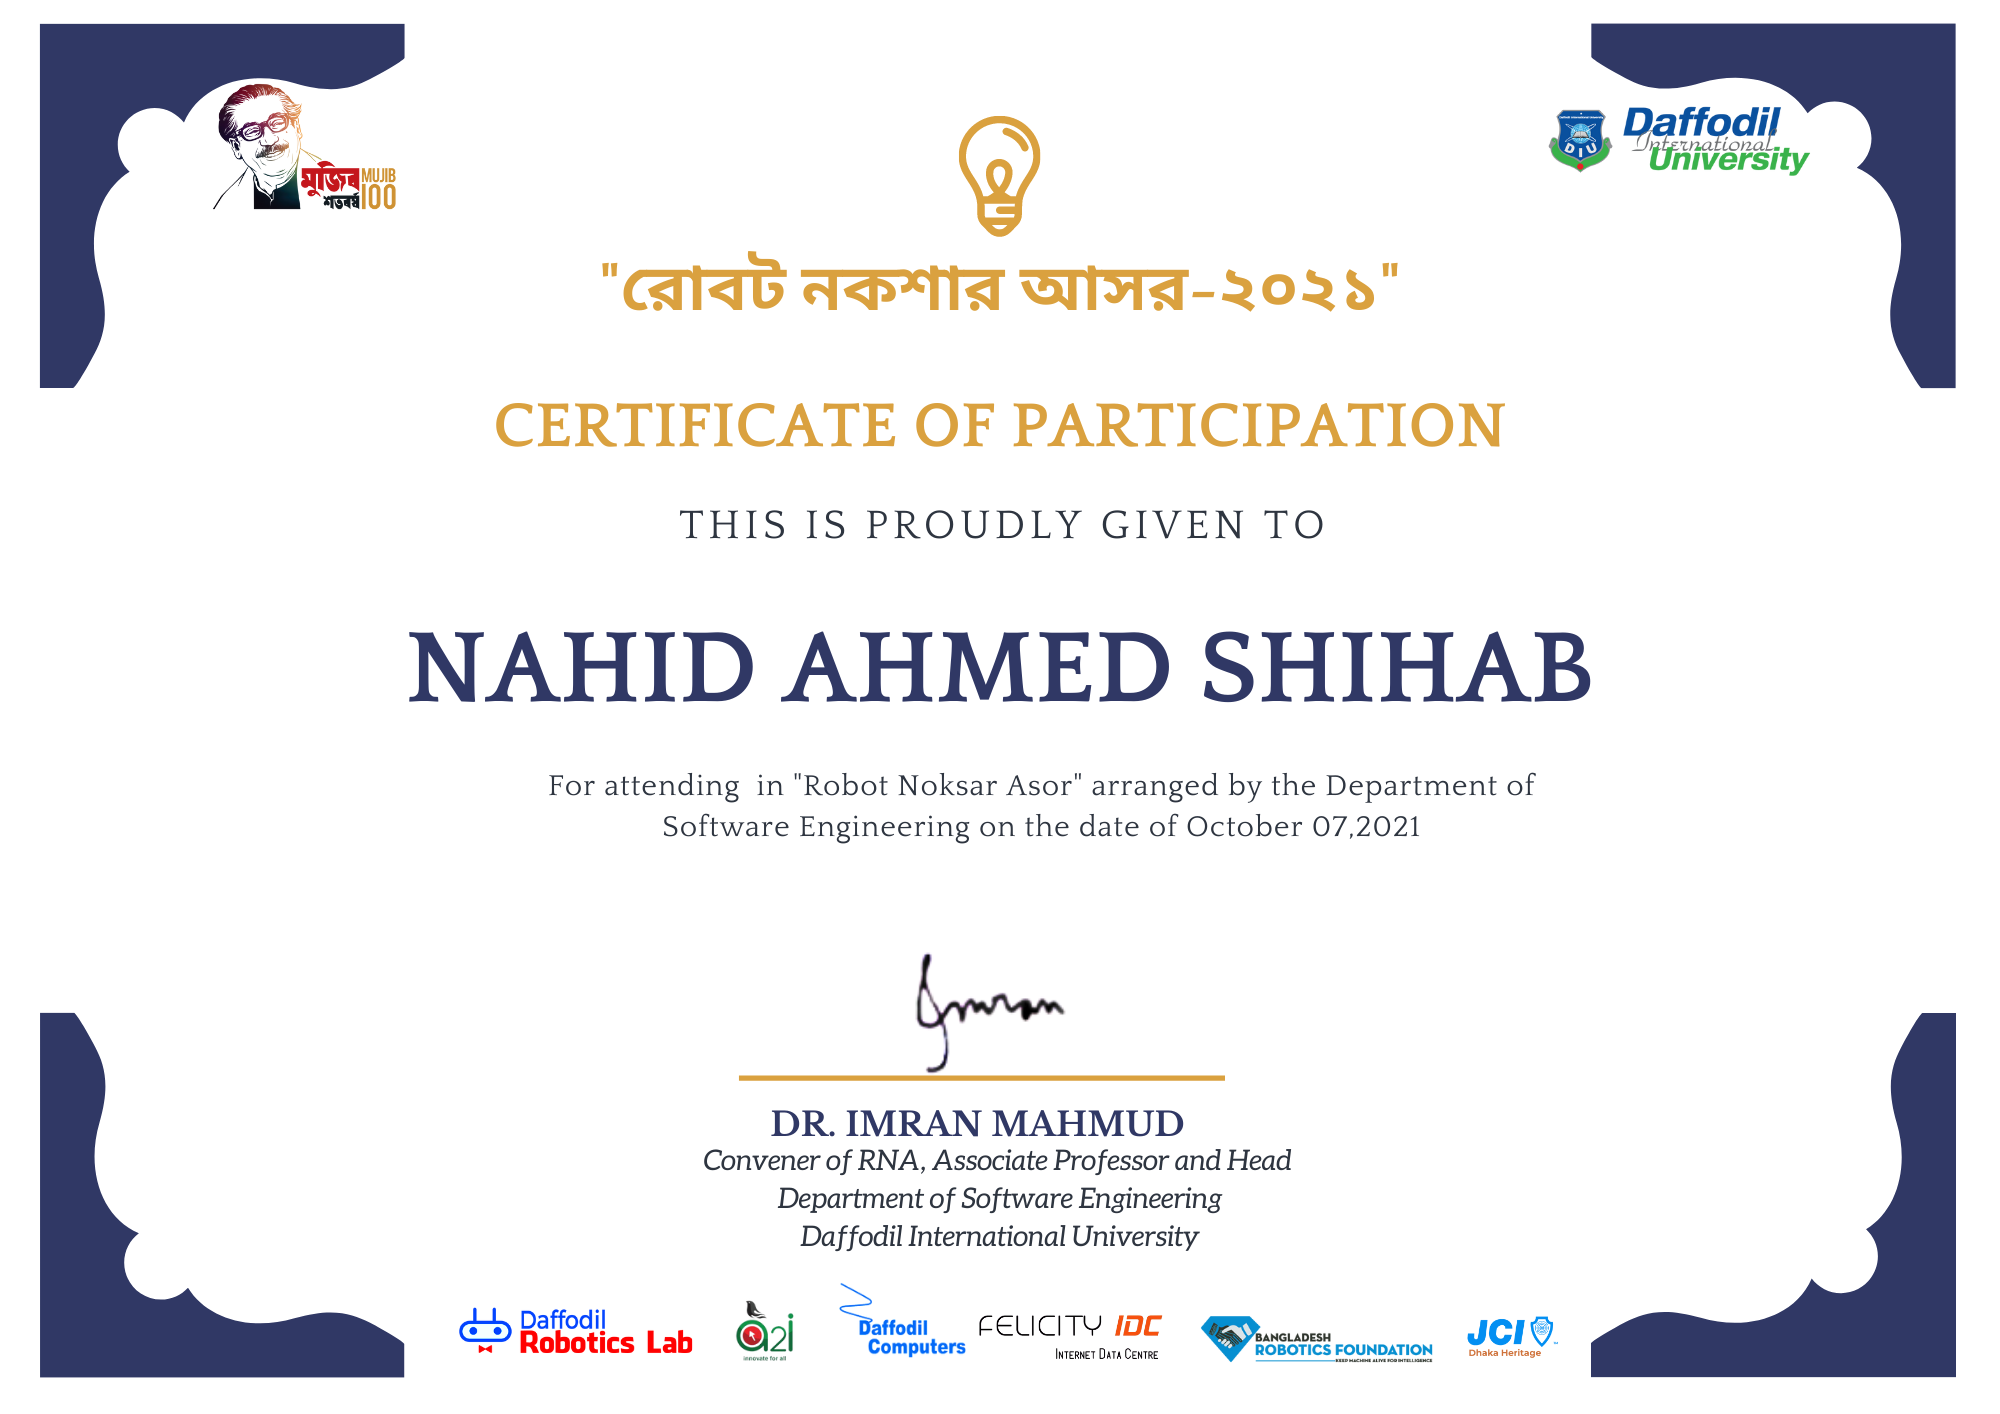 মুজিব
শতবর্ষ
MUJIB
100
DIU
Daffodil
International
University
"রোবট নকশার আসর-২০২১"
CERTIFICATE OF PARTICIPATION
THIS IS PROUDLY GIVEN TO
NAHID AHMED SHIHAB
For attending in "Robot Noksar Asor" arranged by the Department of
Software Engineering on the date of October 07,2021
Imran
DR. IMRAN MAHMUD
Convener of RNA, Associate Professor and Head
Department of Software Engineering
Daffodil International University
Daffodil
Robotics Lab
a2i
innovate for all
Daffodil
Computers
FELICITY IDC
INTERNET DATA CENTRE
BANGLADESH
ROBOTICS FOUNDATION
KEEP MACHINE ALIVE FOR INTELLIGENCE
JCI
Dhaka Heritage